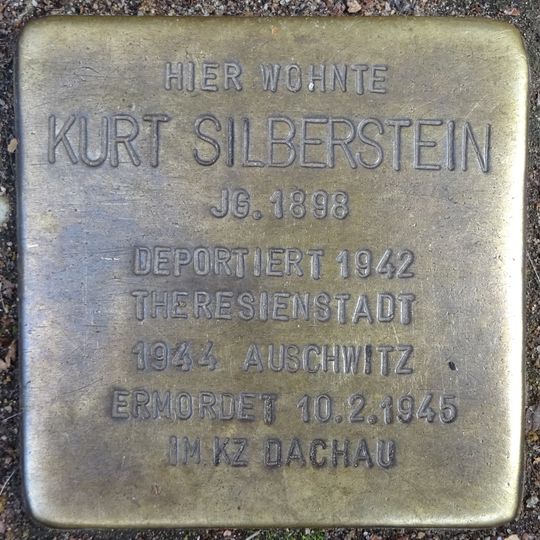 HIER WOHNTE
KURT SILBERSTEIN
JG. 1898
DEPORTIERT 1942
THERESIENSTADT
1944 AUSCHWITZ
ERMORDET 10.2.1945
IM KZ DACHAU